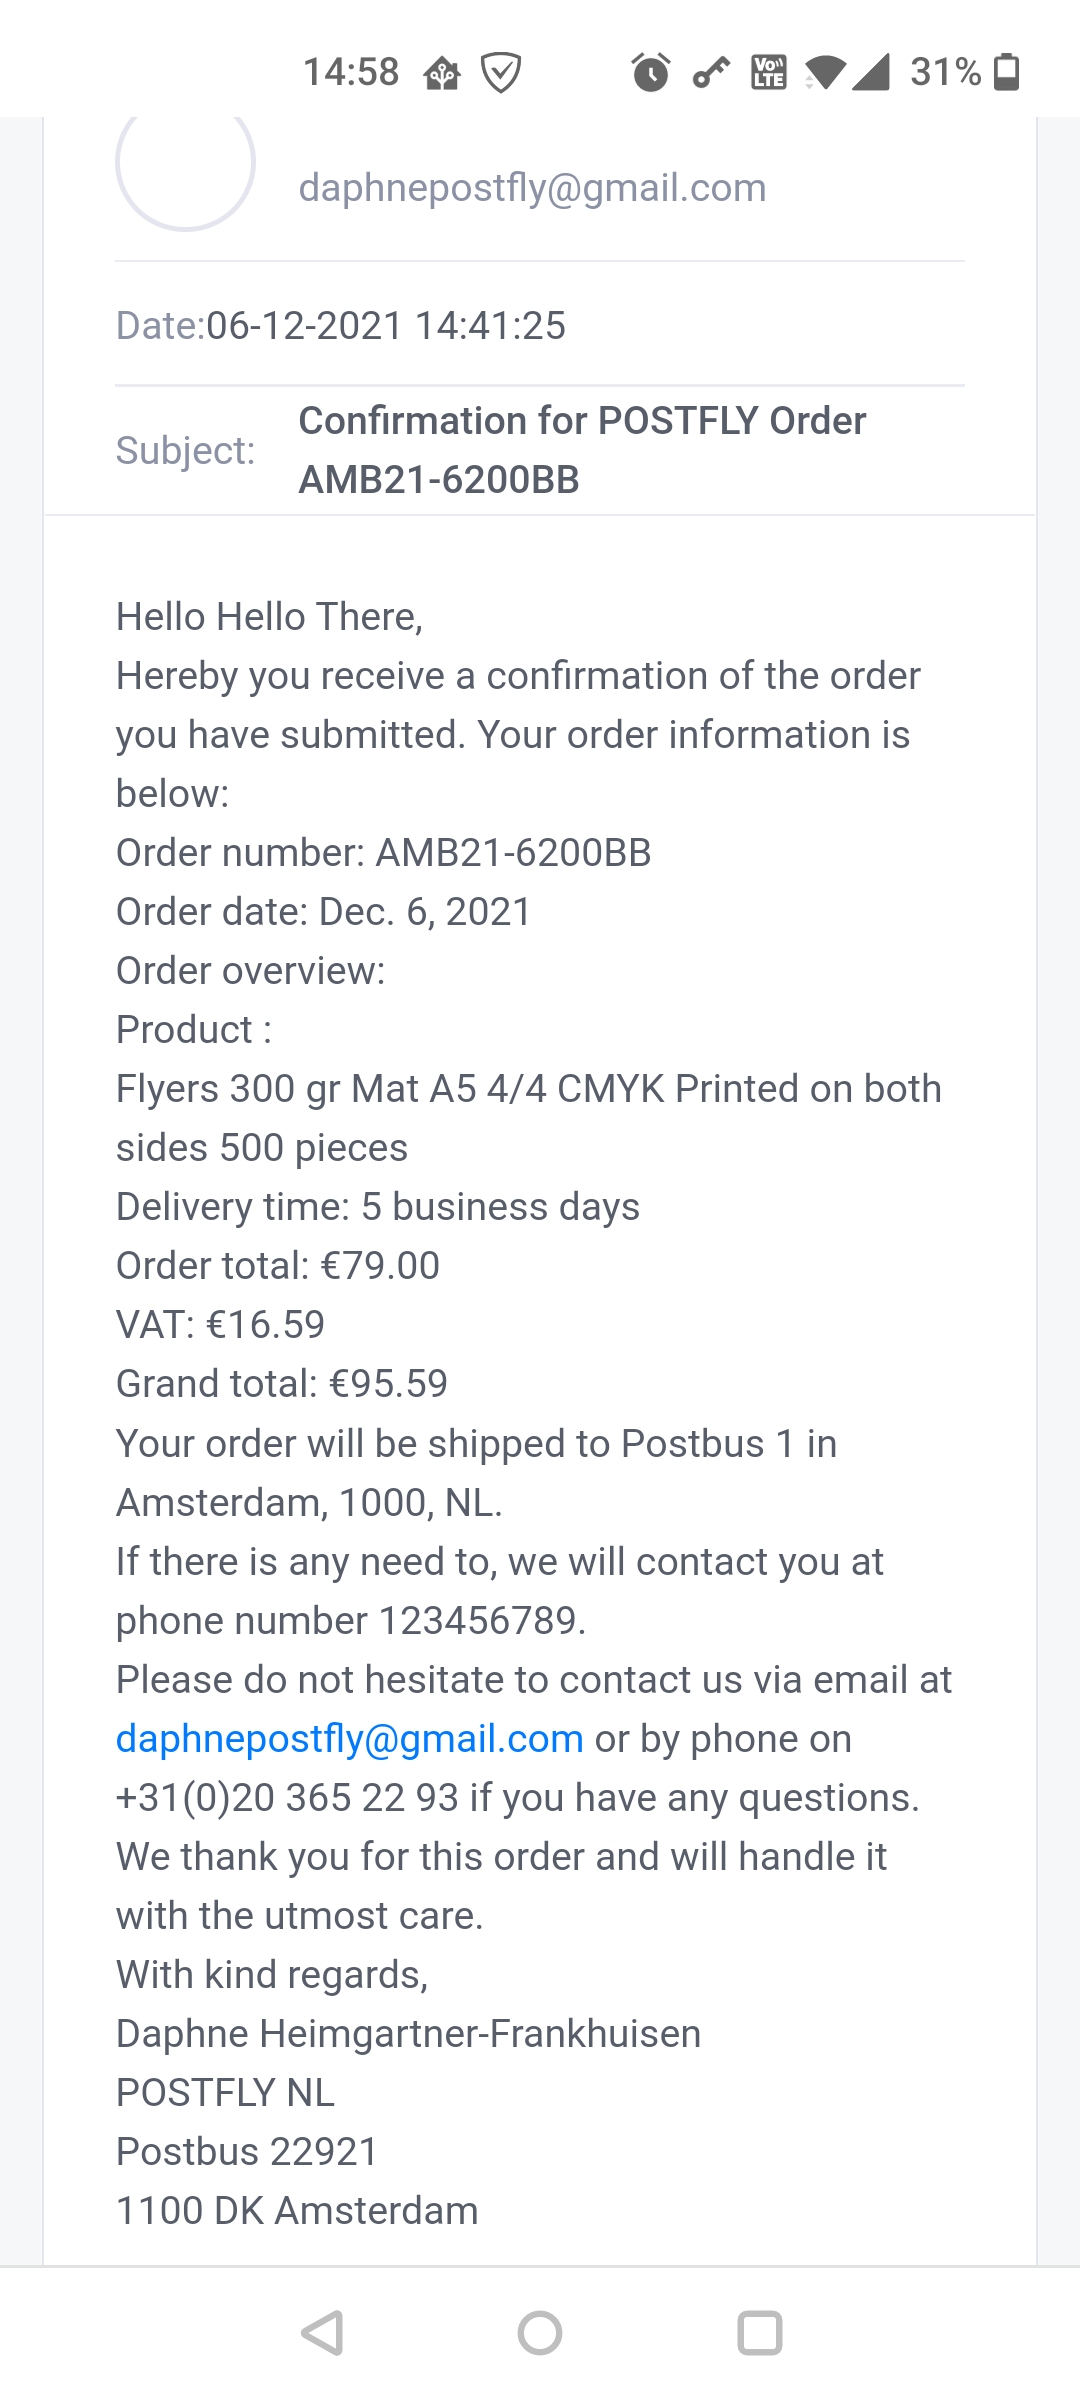 14:58 Vo LTE 31%
daphnepostfly@gmail.com
Date:06-12-2021 14:41:25
Subject: Confirmation for POSTFLY Order
AMB21-6200BB
Hello Hello There,
Hereby you receive a confirmation of the order
you have submitted. Your order information is
below:
Order number: AMB21-6200BB
Order date: Dec. 6, 2021
Order overview:
Product :
Flyers 300 gr Mat A5 4/4 CMYK Printed on both
sides 500 pieces
Delivery time: 5 business days
Order total: €79.00
VAT: €16.59
Grand total: €95.59
Your order will be shipped to Postbus 1 in
Amsterdam, 1000, NL.
If there is any need to, we will contact you at
phone number 123456789.
Please do not hesitate to contact us via email at
daphnepostfly@gmail.com or by phone on
+31(0)20 365 22 93 if you have any questions.
We thank you for this order and will handle it
with the utmost care.
With kind regards,
Daphne Heimgartner-Frankhuisen
POSTFLY NL
Postbus 22921
1100 DK Amsterdam